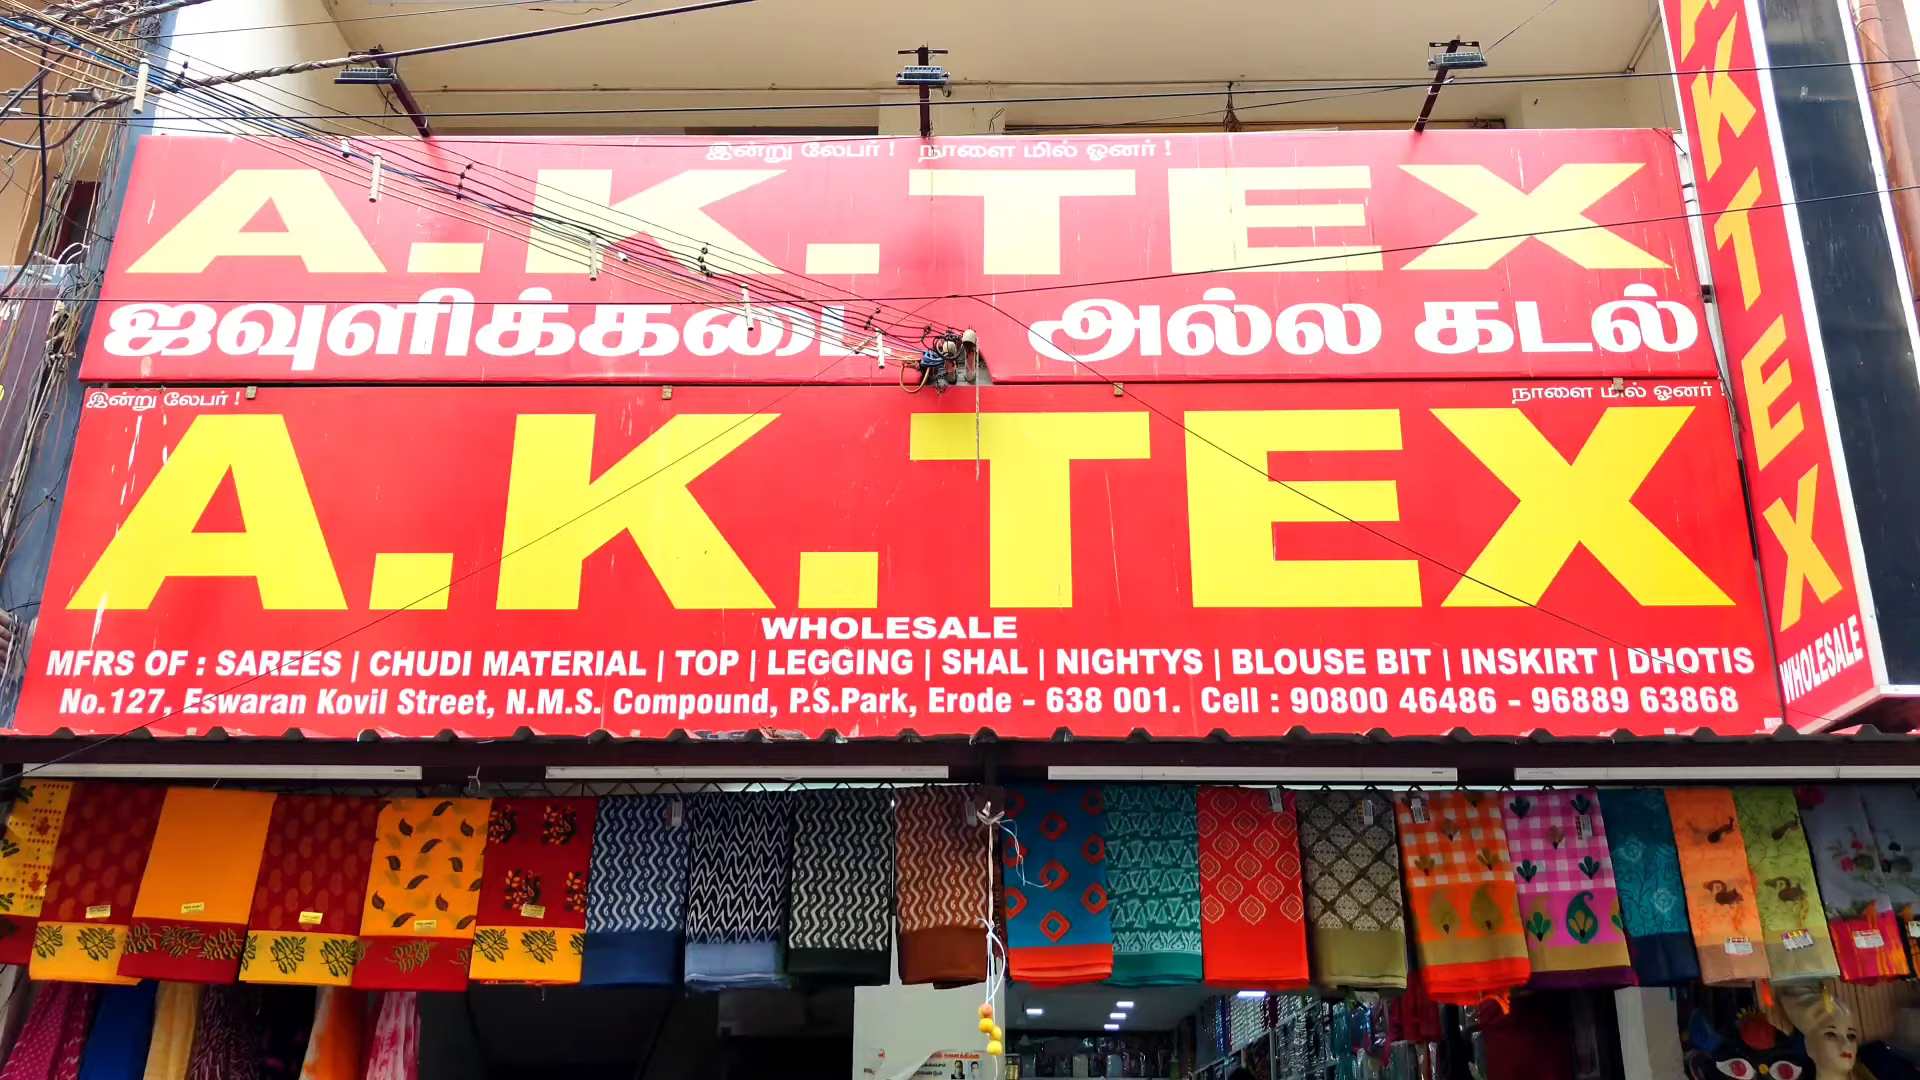 இன்று லேபர் ! நாளை மில் ஓனர் !
A.K.TEX
ஜவுளிக்கடை அல்ல கடல்
இன்று லேபர் ! நாளை மில் ஓனர் !
A.K.TEX
WHOLESALE
MFRS OF : SAREES | CHUDI MATERIAL | TOP | LEGGING | SHAL | NIGHTYS | BLOUSE BIT | INSKIRT | DHOTIS
No.127, Eswaran Kovil Street, N.M.S. Compound, P.S.Park, Erode - 638 001. Cell : 90800 46486 - 96889 63868
KTEX
WHOLESALE